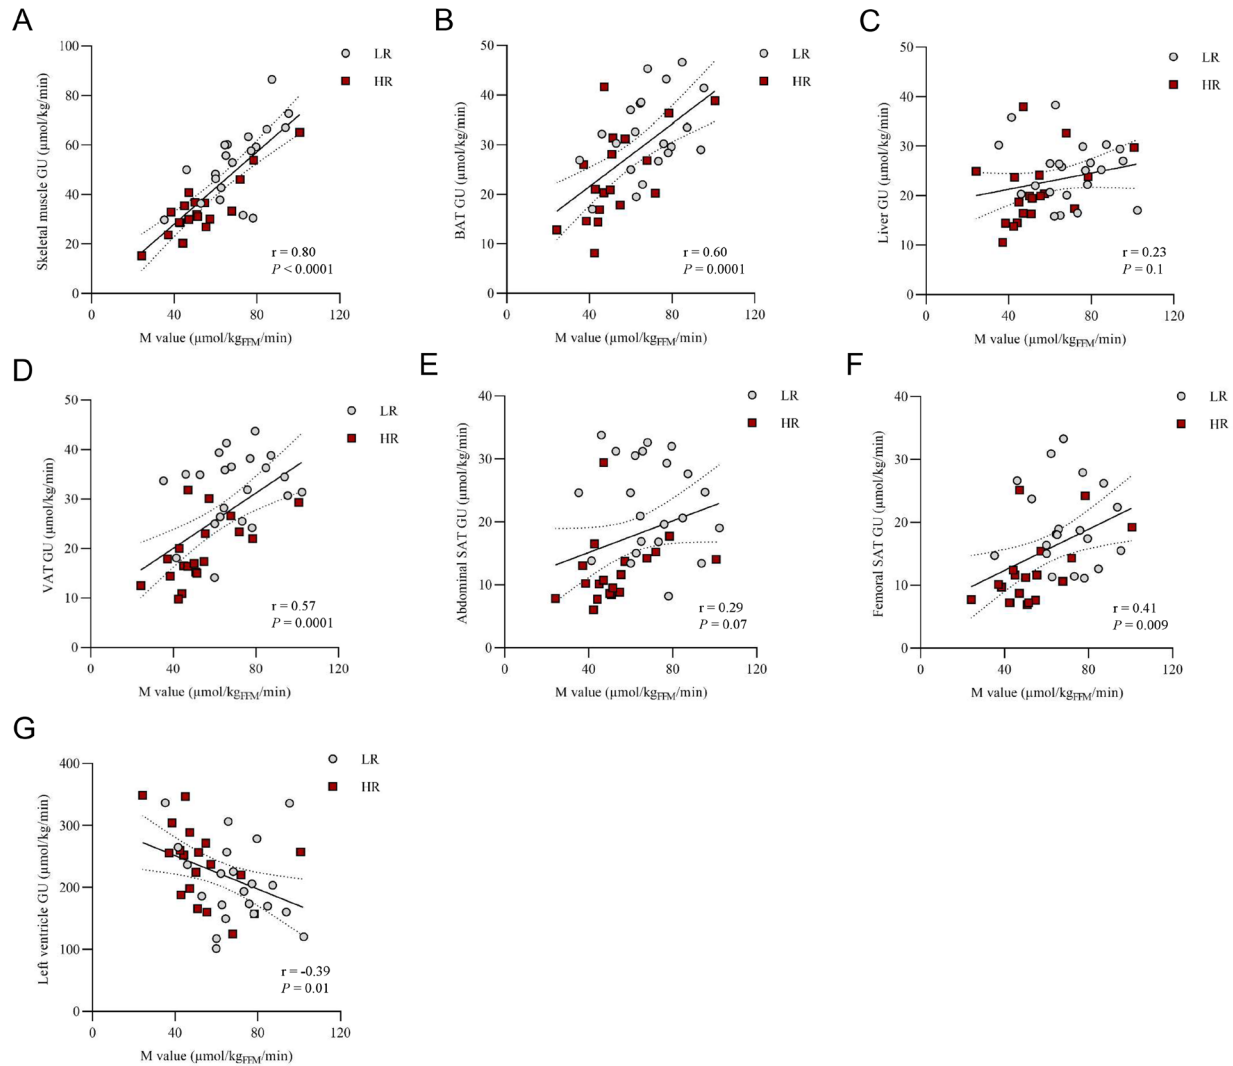 A
Skeletal muscle GU (µmol/kg/min)
100
80
60
40
20
0
0 40 80 120
M value (µmol/kgFFM/min)
LR
HR
r = 0.80
P < 0.0001
B
BAT GU (µmol/kg/min)
50
40
30
20
10
0
0 40 80 120
M value (µmol/kgFFM/min)
LR
HR
r = 0.60
P = 0.0001
C
Liver GU (µmol/kg/min)
50
40
30
20
10
0
0 40 80 120
M value (µmol/kgFFM/min)
LR
HR
r = 0.23
P = 0.1
D
VAT GU (µmol/kg/min)
50
40
30
20
10
0
0 40 80 120
M value (µmol/kgFFM/min)
LR
HR
r = 0.57
P = 0.0001
E
Abdominal SAT GU (µmol/kg/min)
40
30
20
10
0
0 40 80 120
M value (µmol/kgFFM/min)
LR
HR
r = 0.29
P = 0.07
F
Femoral SAT GU (µmol/kg/min)
40
30
20
10
0
0 40 80 120
M value (µmol/kgFFM/min)
LR
HR
r = 0.41
P = 0.009
G
Left ventricle GU (µmol/kg/min)
400
300
200
100
0
0 40 80 120
M value (µmol/kgFFM/min)
LR
HR
r = -0.39
P = 0.01